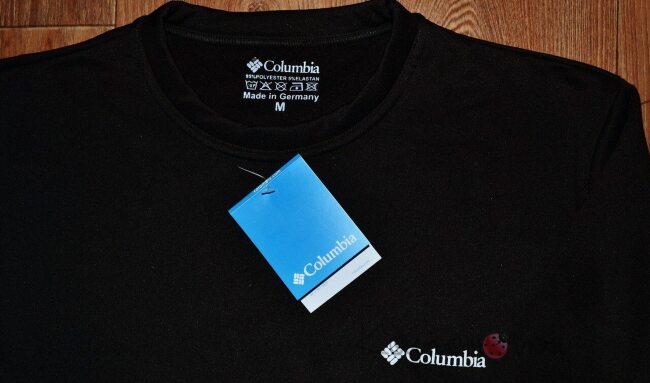 Columbia
95%POLYESTER 5%ELASTAN
Made in Germany
M
Columbia
Columbia